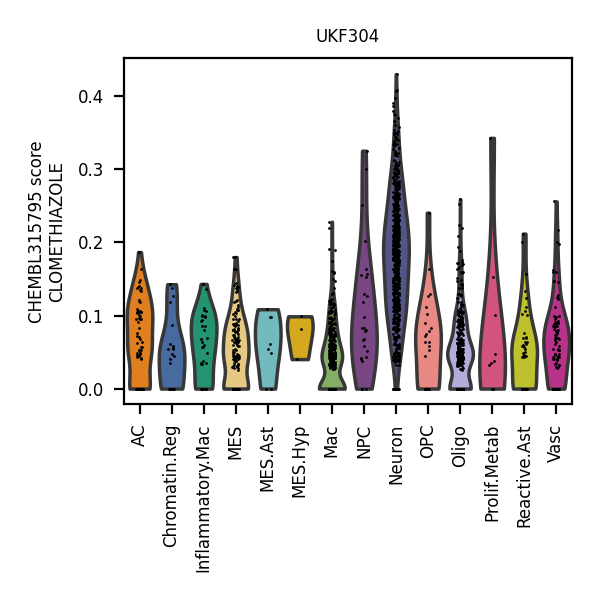 UKF304
CHEMBL315795 score
CLOMETHIAZOLE
0.4
0.3
0.2
0.1
0.0
AC
Chromatin.Reg
Inflammatory.Mac
MES
MES.Ast
MES.Hyp
Mac
NPC
Neuron
OPC
Oligo
Prolif.Metab
Reactive.Ast
Vasc